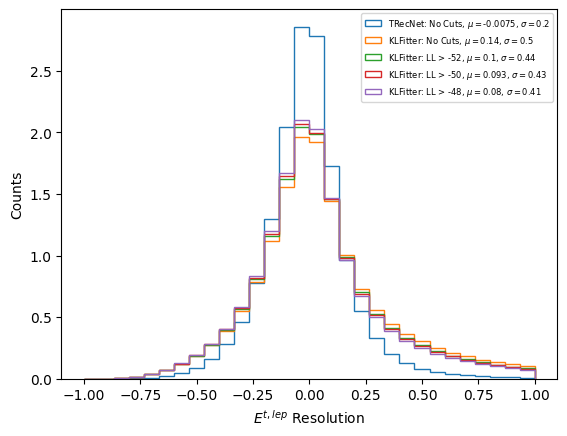 TRecNet: No Cuts, μ = -0.0075, σ = 0.2
KLFitter: No Cuts, μ = 0.14, σ = 0.5
KLFitter: LL > -52, μ = 0.1, σ = 0.44
KLFitter: LL > -50, μ = 0.093, σ = 0.43
KLFitter: LL > -48, μ = 0.08, σ = 0.41
Counts
2.5
2.0
1.5
1.0
0.5
0.0
−1.00 −0.75 −0.50 −0.25 0.00 0.25 0.50 0.75 1.00
E^{t, lep} Resolution